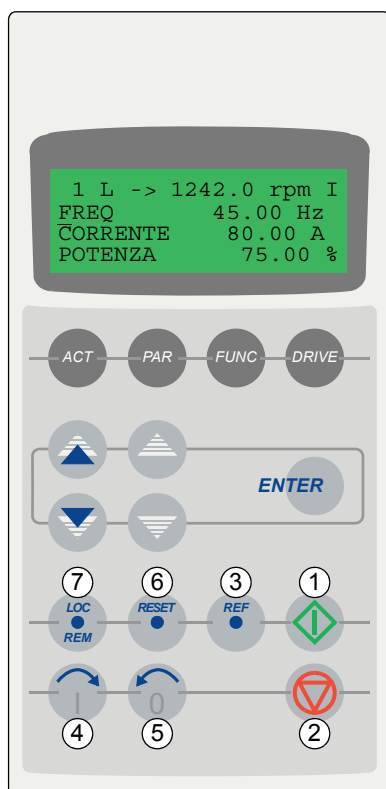 1 L -> 1242.0 rpm I
FREQ 45.00 Hz
CORRENTE 80.00 A
POTENZA 75.00 %
ACT PAR FUNC DRIVE
ENTER
7 6 3 1
LOC RESET REF
REM
I 0
4 5 2